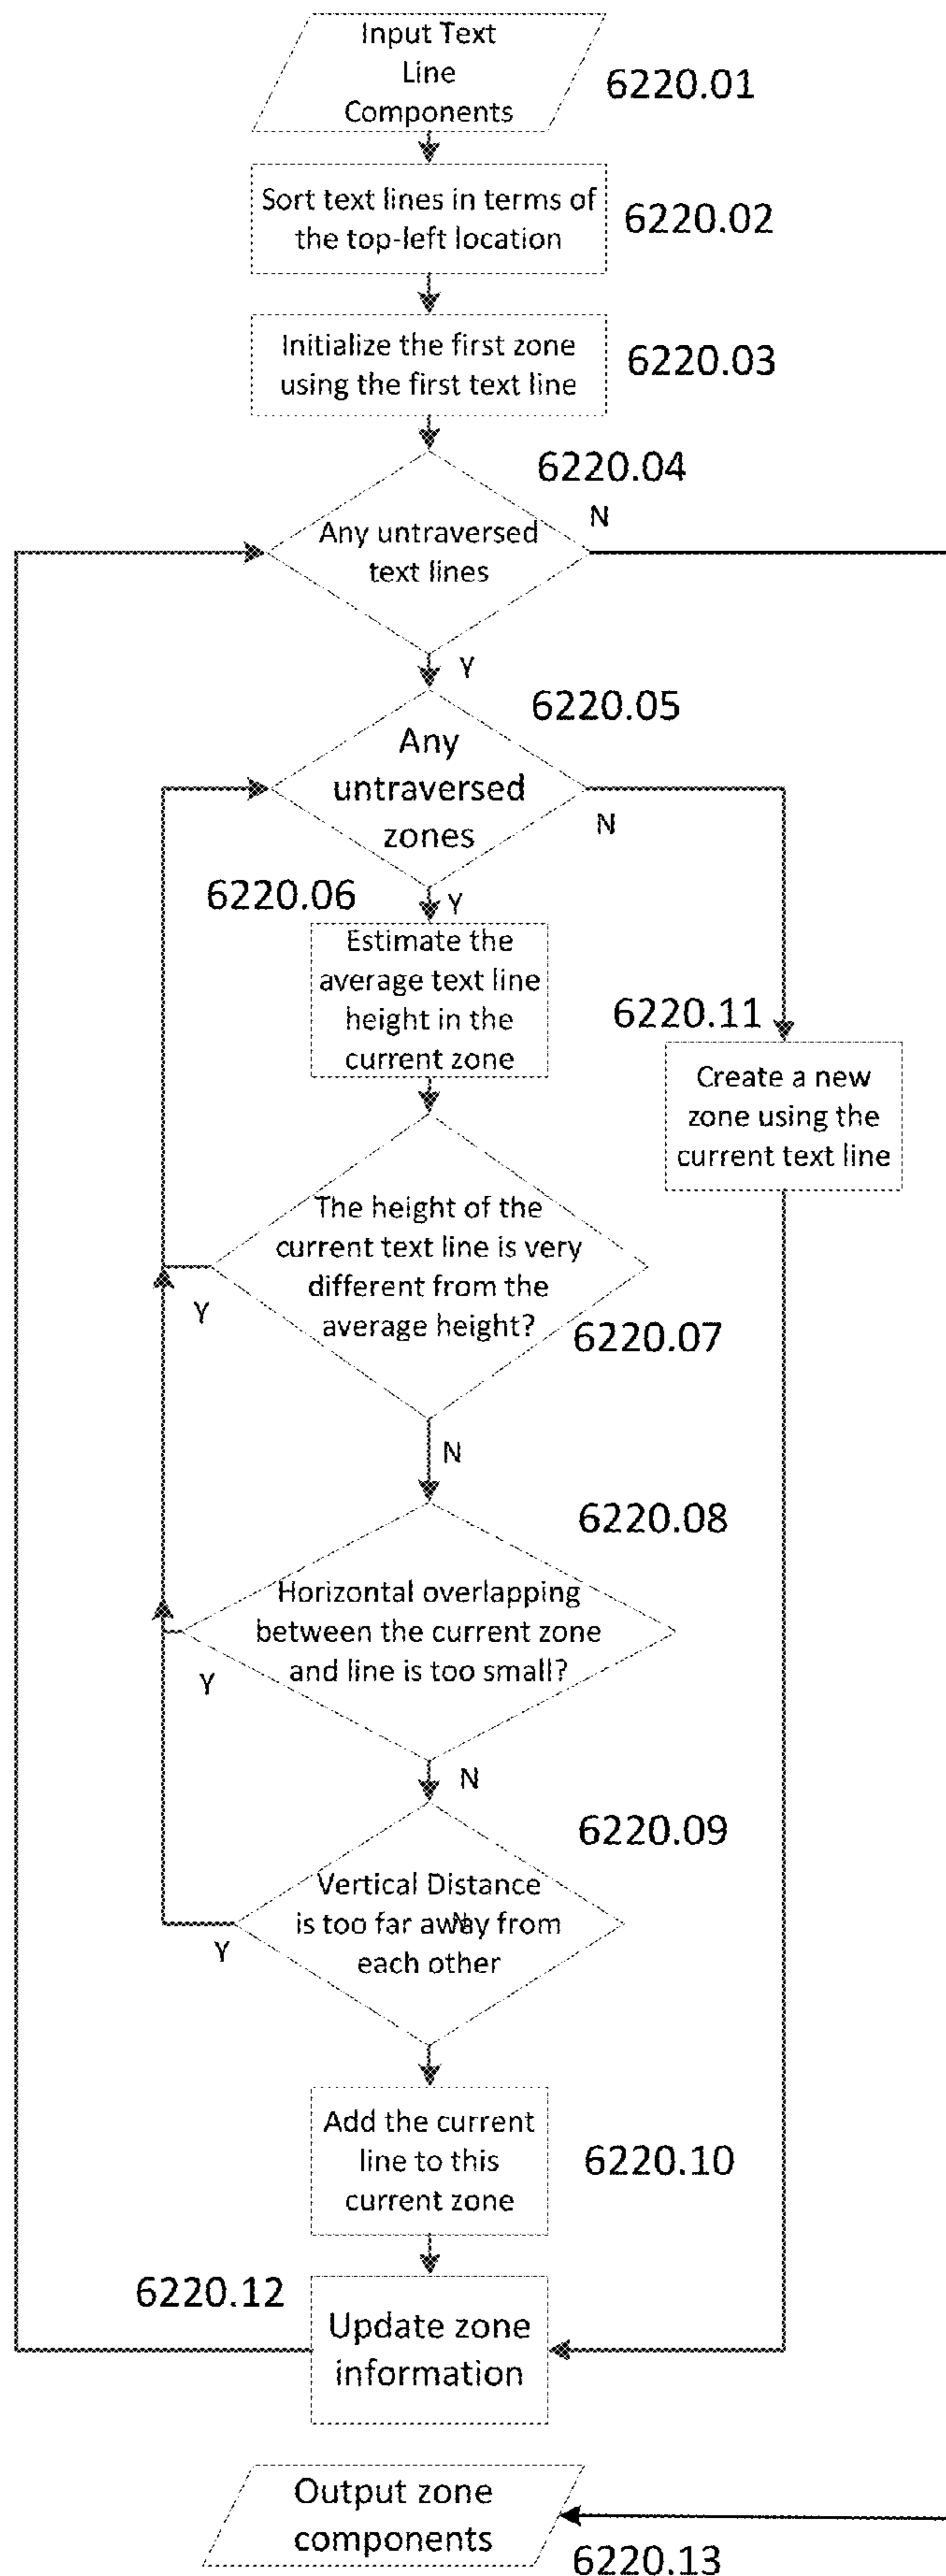 Input Text
Line
Components
6220.01
Sort text lines in terms of
the top-left location
6220.02
Initialize the first zone
using the first text line
6220.03
6220.04
N
Any untraversed
text lines
Y
6220.05
Any
untraversed
zones
N
6220.06
Y
Estimate the
average text line
height in the
current zone
6220.11
Create a new
zone using the
current text line
The height of the
current text line is very
different from the
average height?
Y
6220.07
N
6220.08
Horizontal overlapping
between the current zone
and line is too small?
Y
N
6220.09
Vertical Distance
is too far away from
each other
N
Y
Add the current
line to this
current zone
6220.10
6220.12
Update zone
information
Output zone
components
6220.13